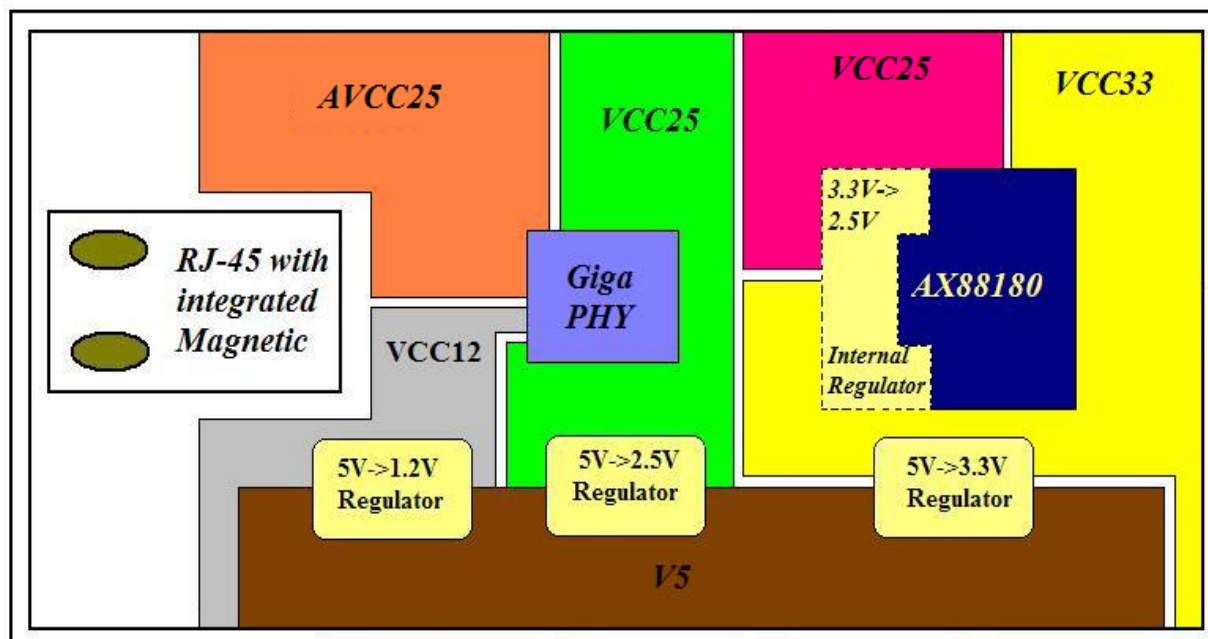 AVCC25
VCC25
VCC25
VCC33
3.3V->
2.5V
RJ-45 with
integrated
Magnetic
Giga
PHY
AX88180
VCC12
Internal
Regulator
5V->1.2V
Regulator
5V->2.5V
Regulator
5V->3.3V
Regulator
V5